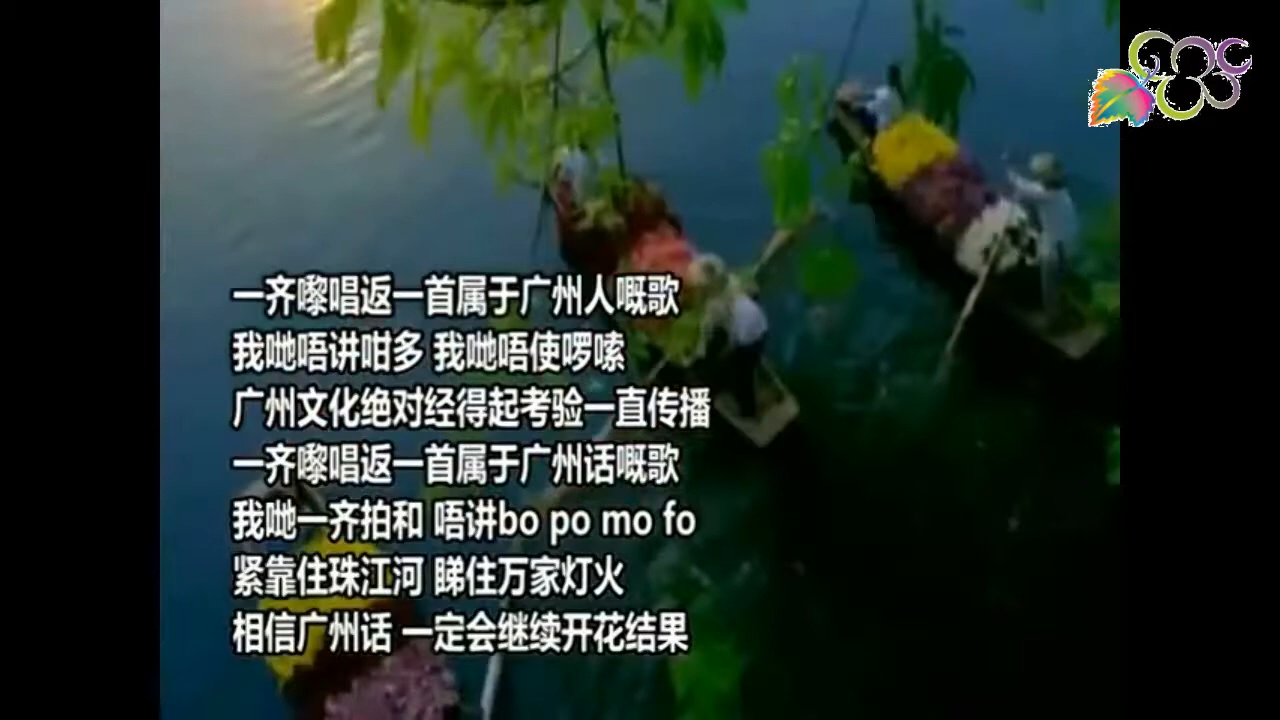 一齐嚟唱返一首属于广州人嘅歌
我哋唔讲咁多 我哋唔使啰嗦
广州文化绝对经得起考验一直传播
一齐嚟唱返一首属于广州话嘅歌
我哋一齐拍和 唔讲bo po mo fo
紧靠住珠江河 睇住万家灯火
相信广州话 一定会继续开花结果